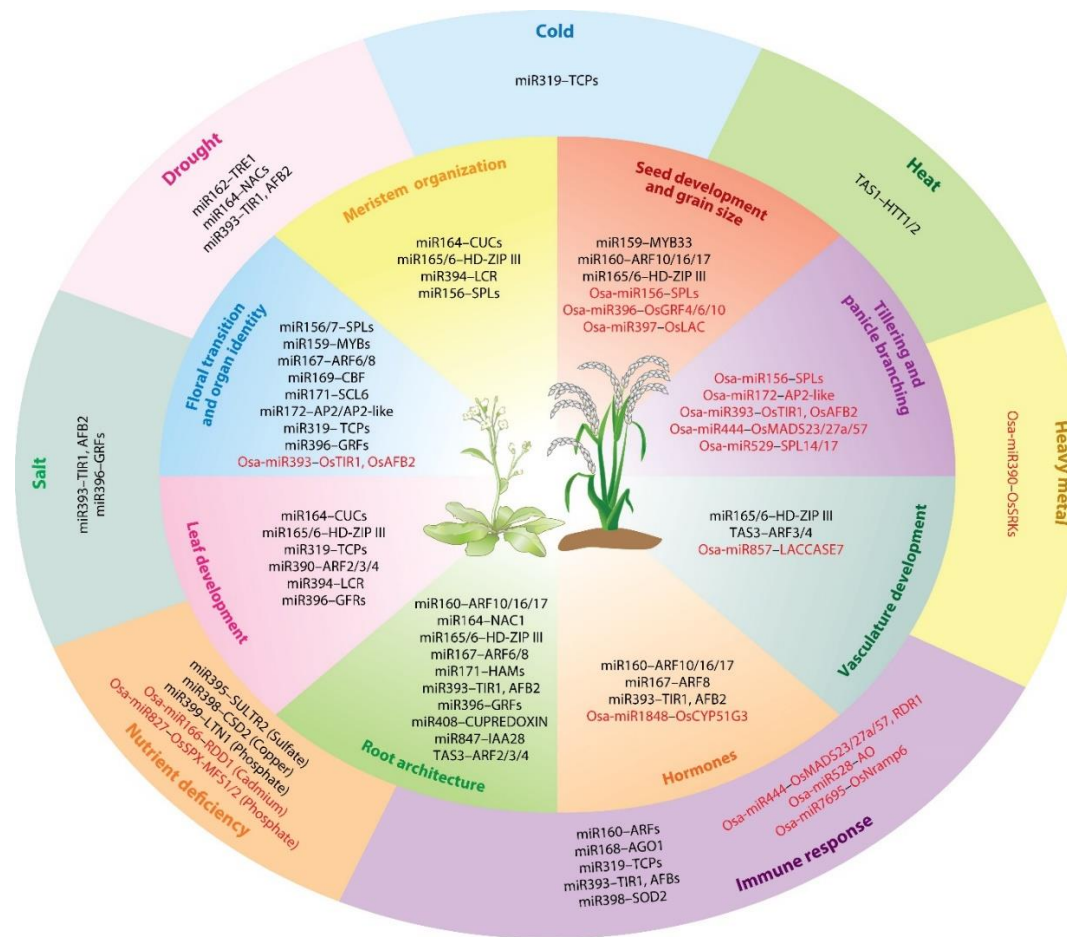 Cold
miR319–TCPs
Heat
TAS1–HTT1/2
Heavy metal
Osa-miR390–OsSRKs
Immune response
Osa-miR444–OsMADS23/27a/57, RDR1
Osa-miR528–AO
Osa-miR7695–OsNramp6
miR160–ARFs
miR168–AGO1
miR319–TCPs
miR393–TIR1, AFBs
miR398–SOD2
Nutrient deficiency
miR395–SULTR2 (Sulfate)
miR398–CSD2 (Copper)
miR399–LTN1 (Phosphate)
Osa-miR166–RDD1 (Cadmium)
Osa-miR827–OsSPX-MFS1/2 (Phosphate)
Salt
miR393–TIR1, AFB2
miR396–GRFs
Drought
miR162–TRE1
miR164–NACs
miR393–TIR1, AFB2
Meristem organization
miR164–CUCs
miR165/6–HD-ZIP III
miR394–LCR
miR156–SPLs
Seed development
and grain size
miR159–MYB33
miR160–ARF10/16/17
miR165/6–HD-ZIP III
Osa-miR156–SPLs
Osa-miR396–OsGRF4/6/10
Osa-miR397–OsLAC
Tillering and
panicle branching
Osa-miR156–SPLs
Osa-miR172–AP2-like
Osa-miR393–OsTIR1, OsAFB2
Osa-miR444–OsMADS23/27a/57
Osa-miR529–SPL14/17
Vasculature development
miR165/6–HD-ZIP III
TAS3–ARF3/4
Osa-miR857–LACCASE7
Hormones
miR160–ARF10/16/17
miR167–ARF8
miR393–TIR1, AFB2
Osa-miR1848–OsCYP51G3
Root architecture
miR160–ARF10/16/17
miR164–NAC1
miR165/6–HD-ZIP III
miR167–ARF6/8
miR171–HAMs
miR393–TIR1, AFB2
miR396–GRFs
miR408–CUPREDOXIN
miR847–IAA28
TAS3–ARF2/3/4
Leaf development
miR164–CUCs
miR165/6–HD-ZIP III
miR319–TCPs
miR390–ARF2/3/4
miR394–LCR
miR396–GFRs
Floral transition
and organ identity
miR156/7–SPLs
miR159–MYBs
miR167–ARF6/8
miR169–CBF
miR171–SCL6
miR172–AP2/AP2-like
miR319– TCPs
miR396–GRFs
Osa-miR393–OsTIR1, OsAFB2